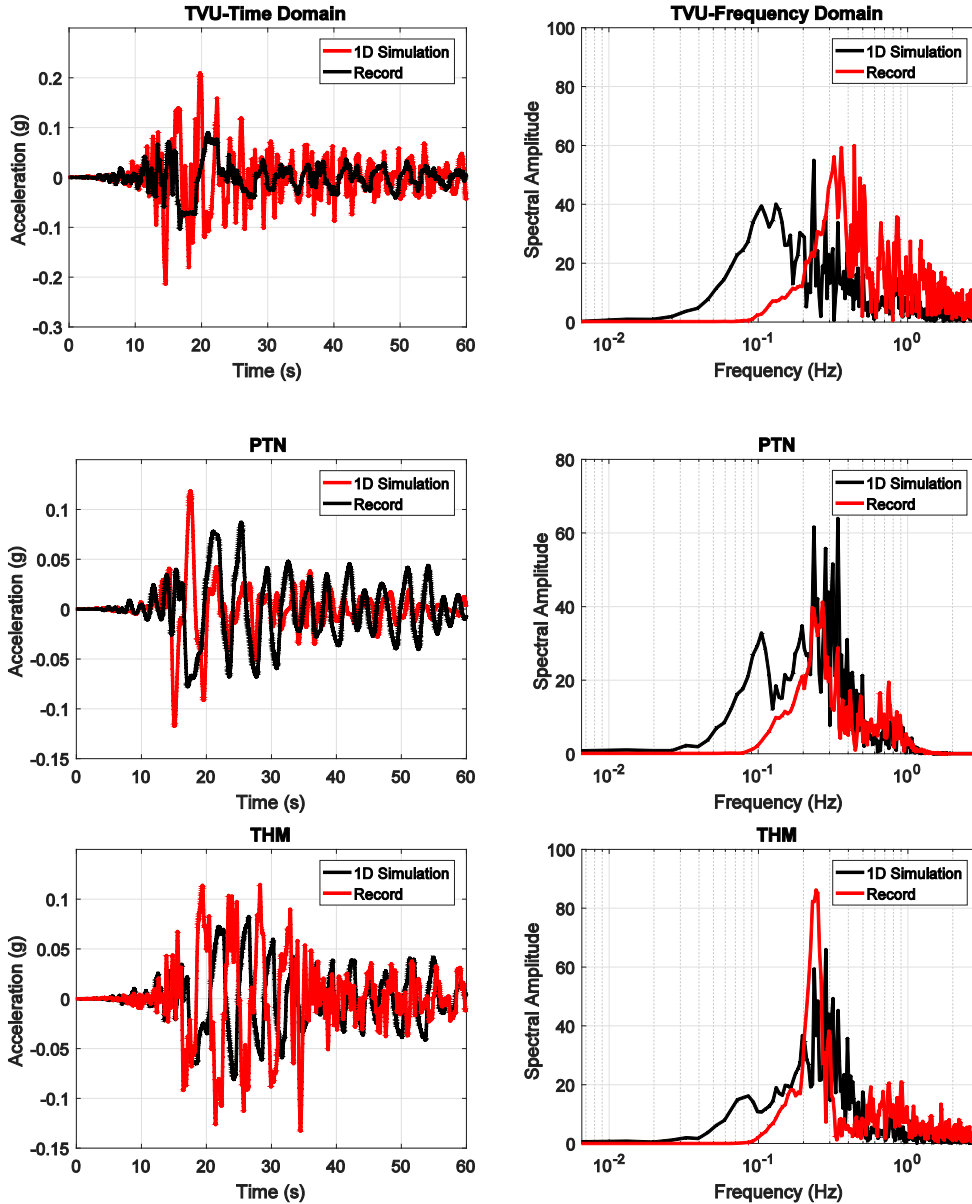 TVU-Time Domain
0.2
0.1
0
-0.1
-0.2
-0.3
Acceleration (g)
1D Simulation
Record
0 10 20 30 40 50 60
Time (s)
TVU-Frequency Domain
100
80
60
40
20
0
Spectral Amplitude
1D Simulation
Record
10-2 10-1 100
Frequency (Hz)
PTN
0.1
0.05
0
-0.05
-0.1
-0.15
Acceleration (g)
1D Simulation
Record
0 10 20 30 40 50 60
Time (s)
PTN
80
60
40
20
0
Spectral Amplitude
1D Simulation
Record
10-2 10-1 100
Frequency (Hz)
THM
0.1
0.05
0
-0.05
-0.1
-0.15
Acceleration (g)
1D Simulation
Record
0 10 20 30 40 50 60
Time (s)
THM
100
80
60
40
20
0
Spectral Amplitude
1D Simulation
Record
10-2 10-1 100
Frequency (Hz)